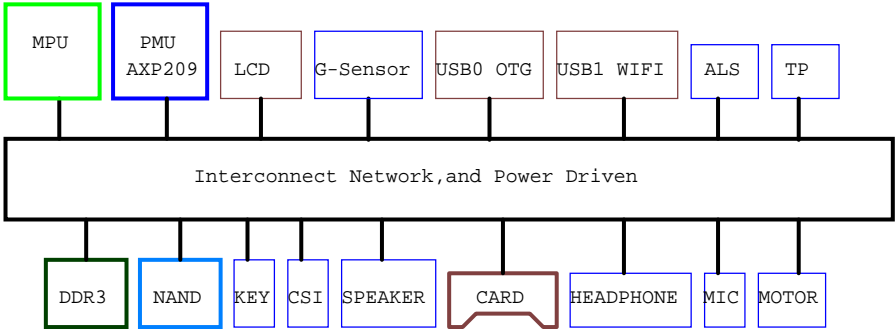 MPU
PMU
AXP209
LCD
G-Sensor
USB0 OTG
USB1 WIFI
ALS
TP
Interconnect Network,and Power Driven
DDR3
NAND
KEY
CSI
SPEAKER
CARD
HEADPHONE
MIC
MOTOR